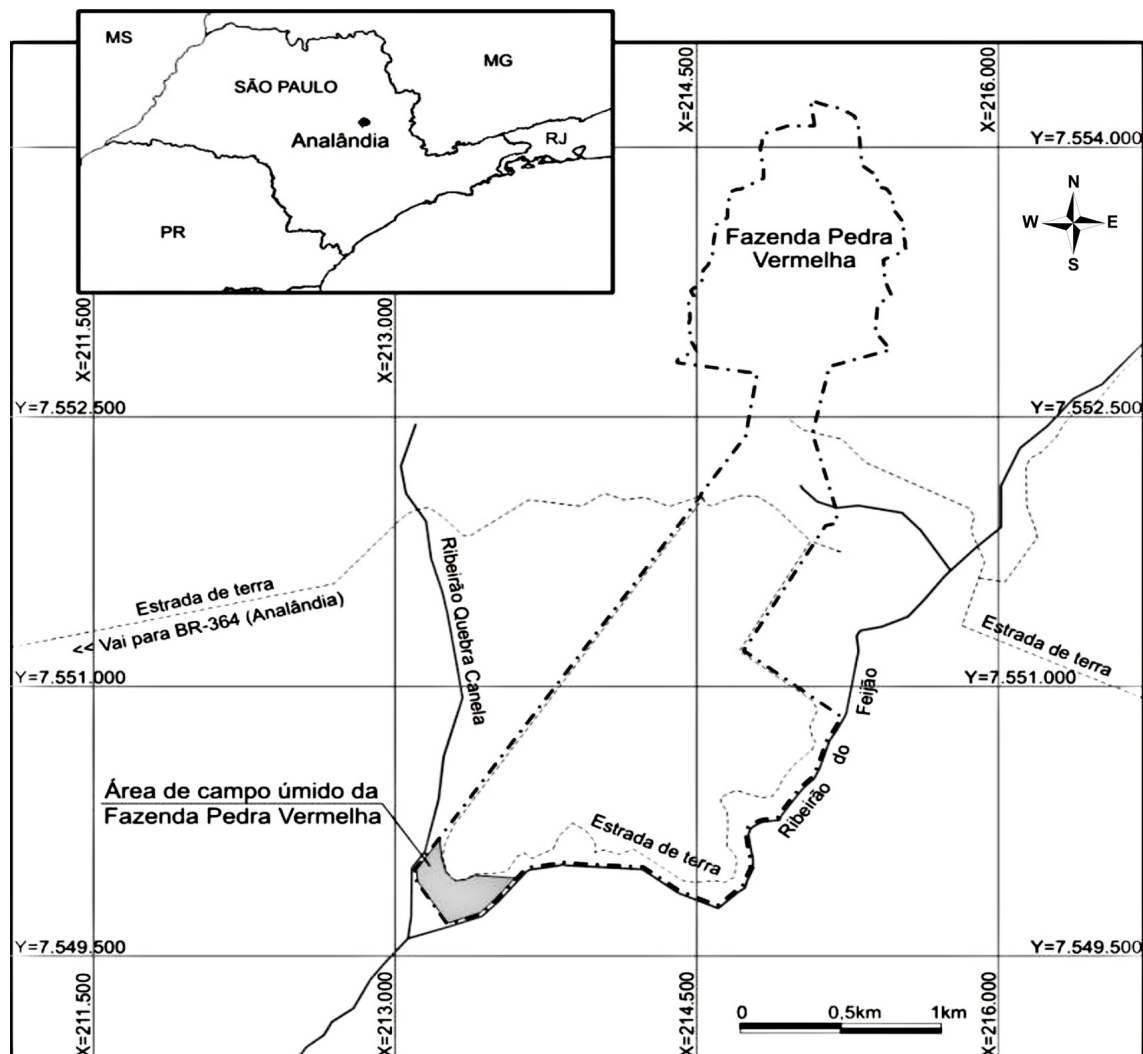 MS
MG
SÃO PAULO
Analândia
RJ
PR
X=214.500
X=216.000
Y=7.554.000
N
W
E
S
Fazenda Pedra
Vermelha
X=211.500
X=213.000
Y=7.552.500
Y=7.552.500
Ribeirão Quebra Canela
Estrada de terra
<< Vai para BR-364 (Analândia)
Estrada de terra
Y=7.551.000
Y=7.551.000
Ribeirão do Feijão
Área de campo úmido da
Fazenda Pedra Vermelha
Estrada de terra
Y=7.549.500
Y=7.549.500
X=211.500
X=213.000
X=214.500
X=216.000
0
0,5km
1km